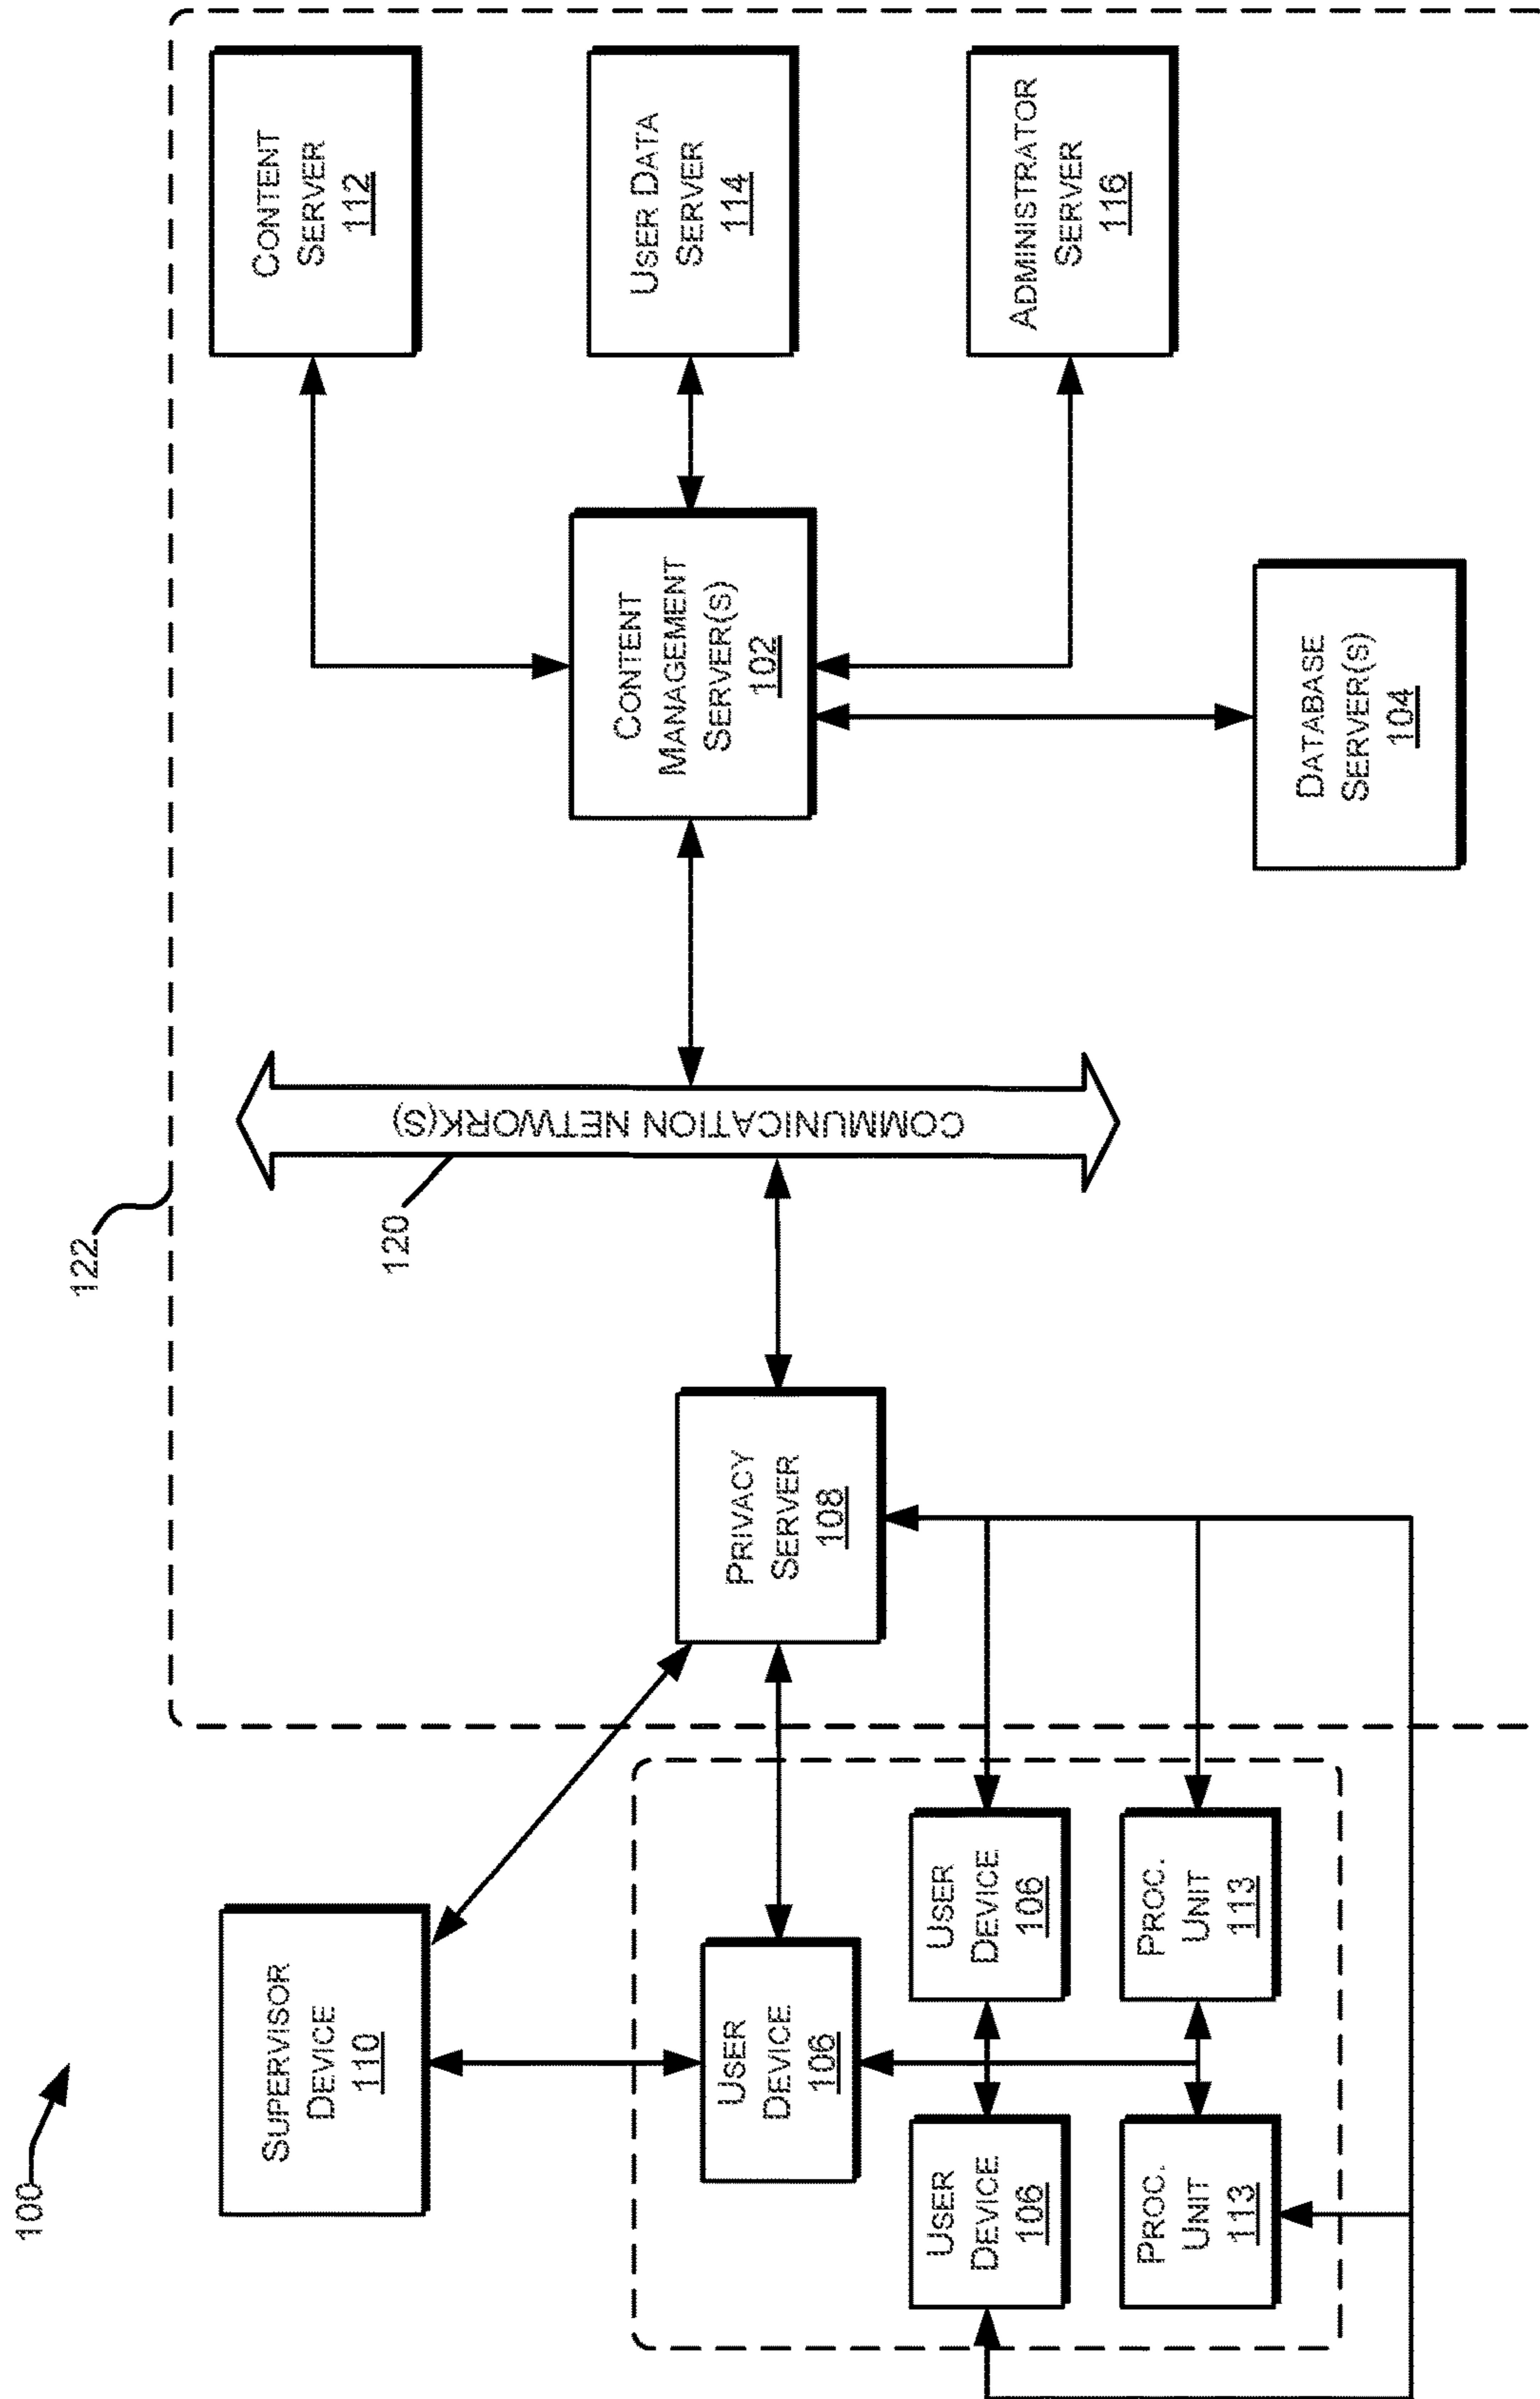 100
122
120
SUPERVISOR
DEVICE
110
USER
DEVICE
106
USER
DEVICE
106
USER
DEVICE
106
PROC.
UNIT
113
PROC.
UNIT
113
PRIVACY
SERVER
108
COMMUNICATION NETWORK(S)
CONTENT
MANAGEMENT
SERVER(S)
102
DATABASE
SERVER(S)
104
CONTENT
SERVER
112
USER DATA
SERVER
114
ADMINISTRATOR
SERVER
116